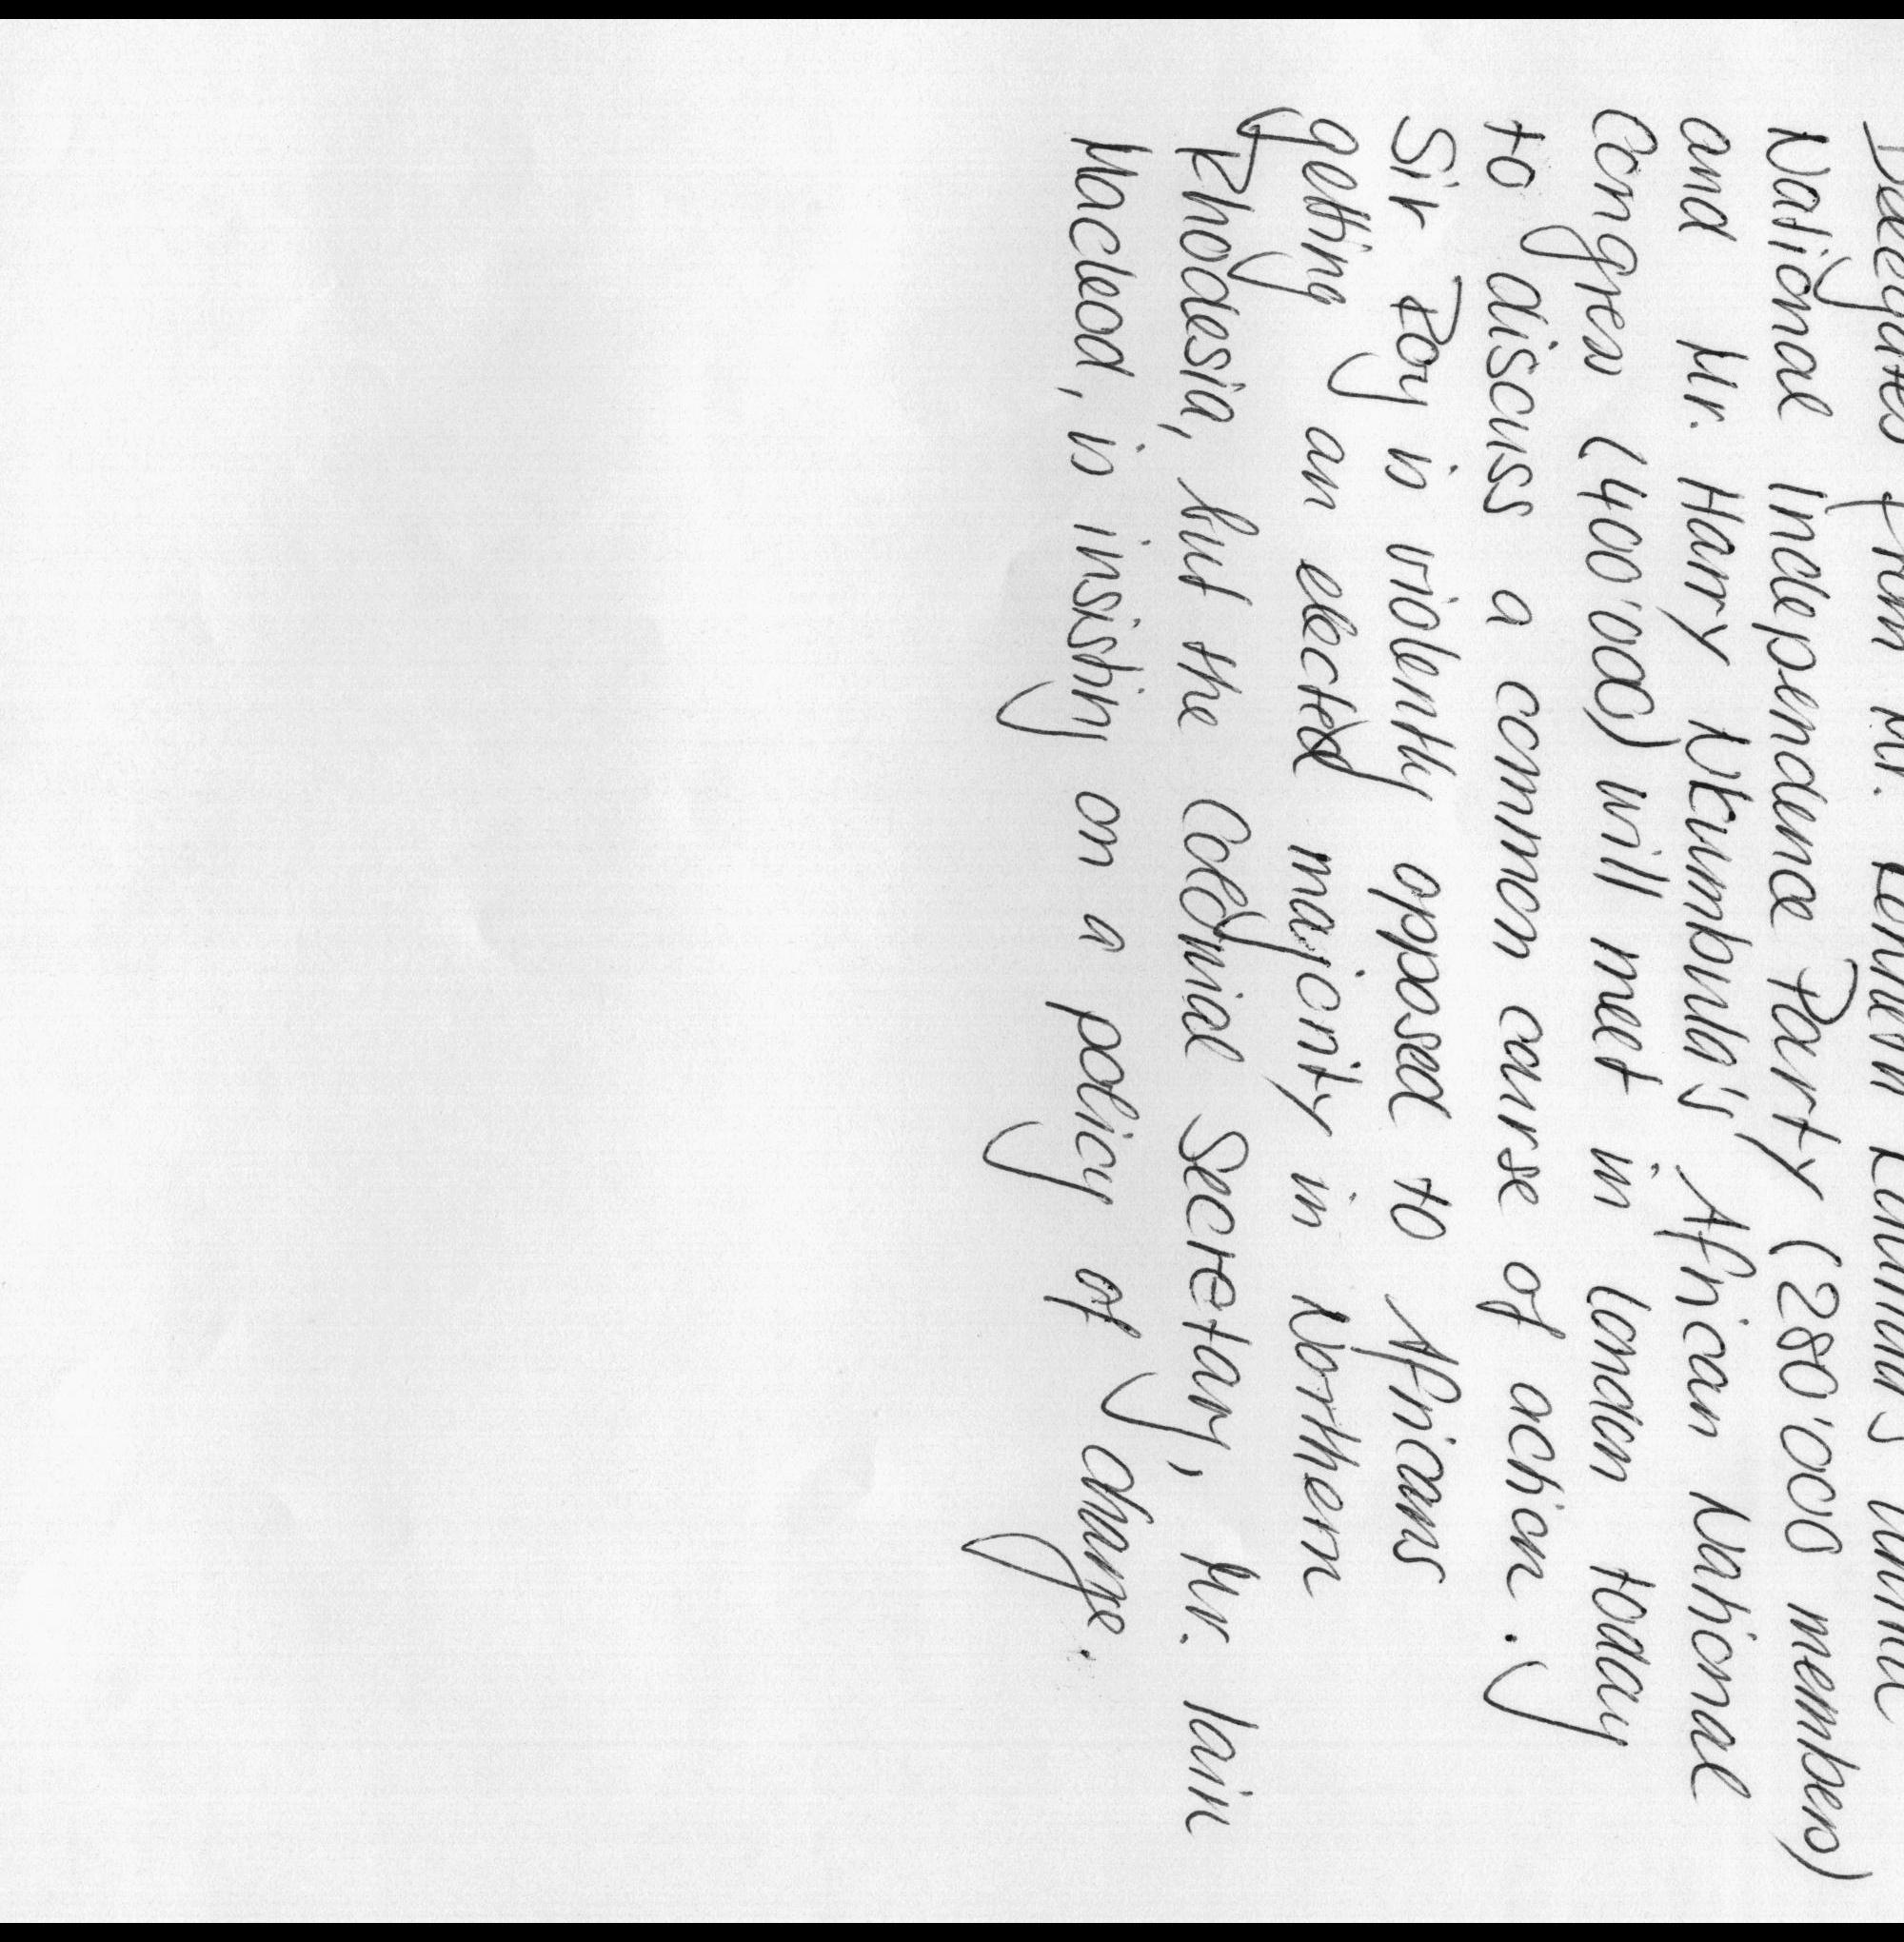 Delegates from Mr. Kenneth Kaunda's United
National Independence Party (280'000 members)
and Mr. Harry Nkumbula's African National
Congress (400'000) will meet in London today
to discuss a common course of action.
Sir Roy is violently opposed to Africans
getting an elected majority in Northern
Rhodesia, but the Colonial Secretary, Mr. Iain
Macleod, is insisting on a policy of change.